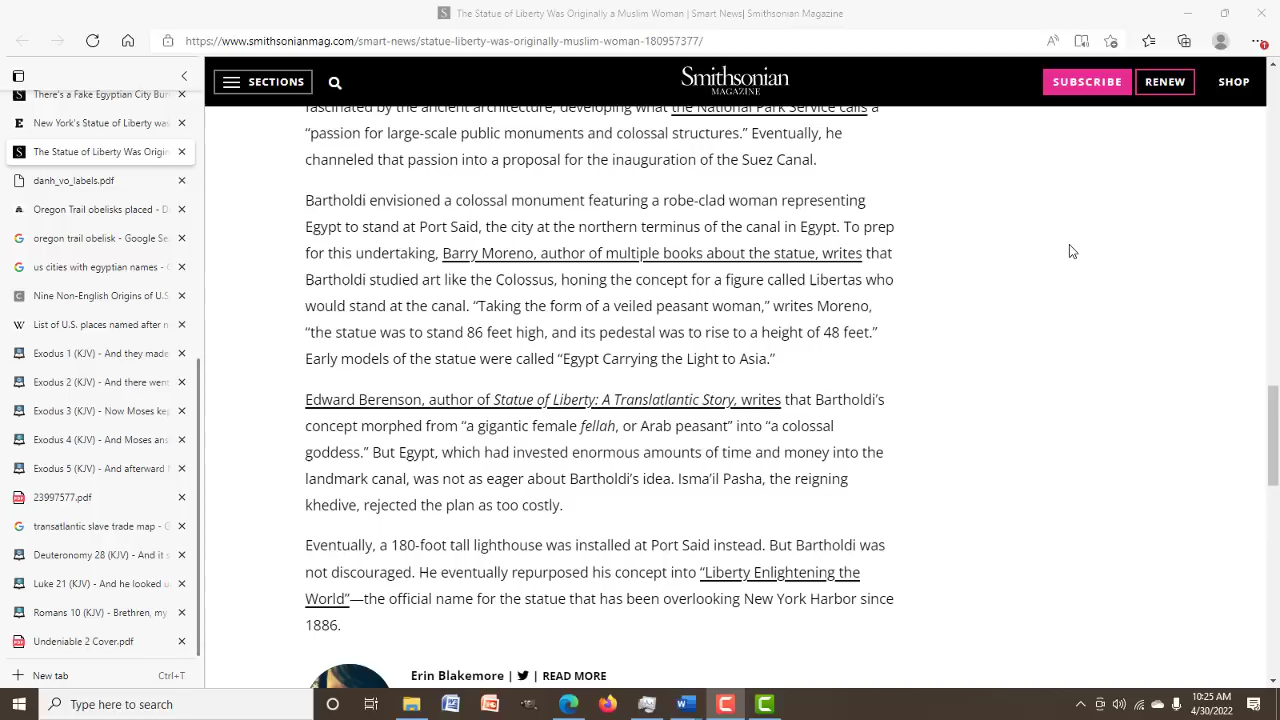 The Statue of Liberty Was Originally a Muslim Woman | Smart News| Smithsonian Magazine
https://www.smithsonianmag.com/smart-news/statue-liberty-was-originally-muslim-woman-180957377/
SECTIONS
Smithsonian
MAGAZINE
SUBSCRIBE
RENEW
SHOP
There's a Fake Egyptian City Bur
New York's Statue of Liberty wa
The Statue of Liberty Was Origin
danh_vo_labels.pdf
Oregon Trail obelisks placed - D
oregon trail obelisk - Google Se
us cities with egyptian names - G
Nine Non-English Origins of U.S
List of U.S. places named after n
Exodus 1 (KJV) - And they made
Exodus 2 (KJV) - And there went
Exodus 3 (KJV) - Now Moses kep
Exodus 4 (KJV) - And Moses ans
Exodus 5 (KJV) - And afterward
23997577.pdf
transatlantic slave trade map - G
Deuteronomy 28 (KJV) - And it s
Luke 21 (KJV) - And he looked u
Romans 10 (KJV) - Brethren, my
Undeniable 2 Cover.pdf
New tab
Ctrl+T
fascinated by the ancient architecture, developing what the National Park Service calls a
“passion for large-scale public monuments and colossal structures.” Eventually, he
channeled that passion into a proposal for the inauguration of the Suez Canal.
Bartholdi envisioned a colossal monument featuring a robe-clad woman representing
Egypt to stand at Port Said, the city at the northern terminus of the canal in Egypt. To prep
for this undertaking, Barry Moreno, author of multiple books about the statue, writes that
Bartholdi studied art like the Colossus, honing the concept for a figure called Libertas who
would stand at the canal. “Taking the form of a veiled peasant woman,” writes Moreno,
“the statue was to stand 86 feet high, and its pedestal was to rise to a height of 48 feet.”
Early models of the statue were called “Egypt Carrying the Light to Asia.”
Edward Berenson, author of Statue of Liberty: A Translatlantic Story, writes that Bartholdi’s
concept morphed from “a gigantic female fellah, or Arab peasant” into “a colossal
goddess.” But Egypt, which had invested enormous amounts of time and money into the
landmark canal, was not as eager about Bartholdi’s idea. Isma’il Pasha, the reigning
khedive, rejected the plan as too costly.
Eventually, a 180-foot tall lighthouse was installed at Port Said instead. But Bartholdi was
not discouraged. He eventually repurposed his concept into “Liberty Enlightening the
World”—the official name for the statue that has been overlooking New York Harbor since
1886.
Erin Blakemore | READ MORE
Type here to search
10:25 AM
4/30/2022